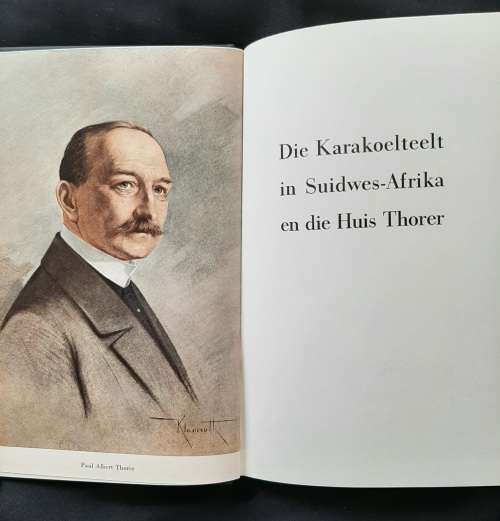 Paul Albert Thorer
Die Karakoelteelt
in Suidwes-Afrika
en die Huis Thorer